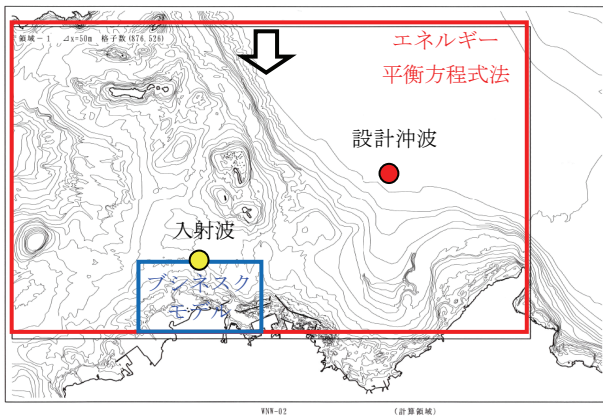 領域-1 ⊿x=50m 格子数(876,526)
エネルギー
平衡方程式法
設計沖波
入射波
ブシネスク
モデル
WNW-02 (計算領域)